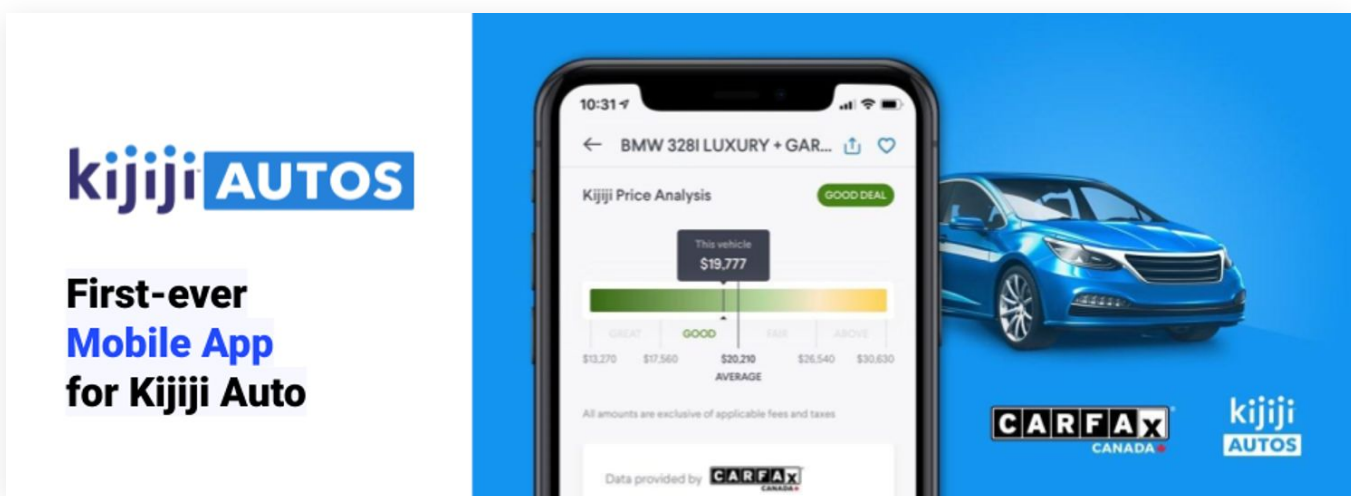 kijiji AUTOS
First-ever
Mobile App
for Kijiji Auto
10:31
BMW 328I LUXURY + GAR...
Kijiji Price Analysis
GOOD DEAL
This vehicle
$19,777
GREAT GOOD FAIR ABOVE
$13,270 $17,560 $20,210 $26,540 $30,630
AVERAGE
All amounts are exclusive of applicable fees and taxes
Data provided by CARFAX
CANADA
CARFAX
CANADA
kijiji
AUTOS